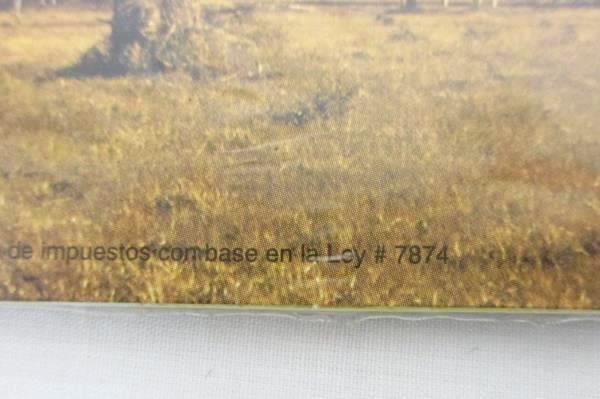 de impuestos con base en la Ley # 7874